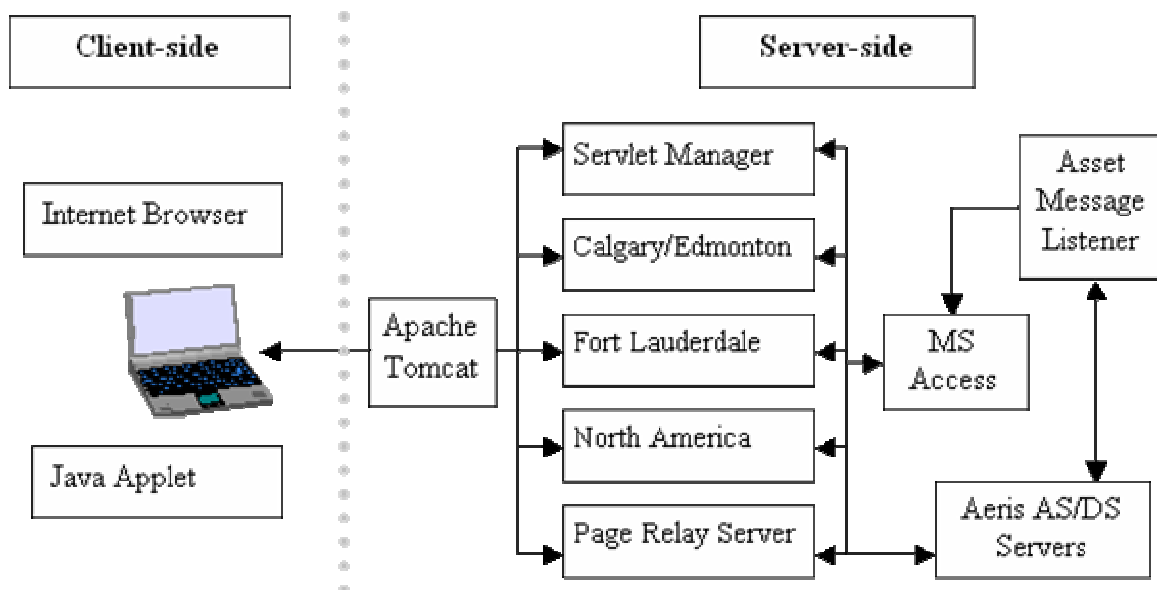 Client-side
Server-side
Internet Browser
Java Applet
Apache
Tomcat
Servlet Manager
Calgary/Edmonton
Fort Lauderdale
North America
Page Relay Server
Asset
Message
Listener
MS
Access
Aeris AS/DS
Servers